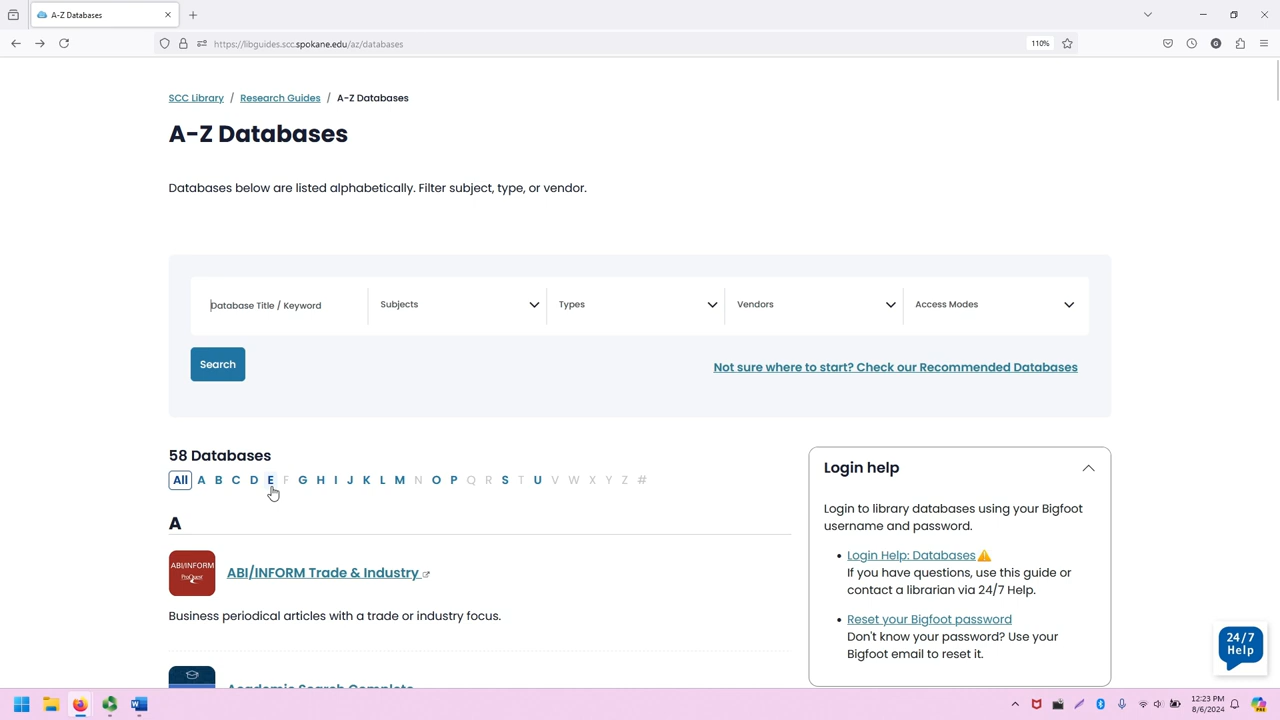 A-Z Databases
https://libguides.scc.spokane.edu/az/databases
110%
SCC Library / Research Guides / A-Z Databases
A-Z Databases
Databases below are listed alphabetically. Filter subject, type, or vendor.
Database Title / Keyword
Subjects
Types
Vendors
Access Modes
Search
Not sure where to start? Check our Recommended Databases
58 Databases
All A B C D E F G H I J K L M N O P Q R S T U V W X Y Z #
A
ABI/INFORM
ProQuest
ABI/INFORM Trade & Industry
Business periodical articles with a trade or industry focus.
Academic Search Complete
Login help
Login to library databases using your Bigfoot
username and password.
• Login Help: Databases
If you have questions, use this guide or
contact a librarian via 24/7 Help.
• Reset your Bigfoot password
Don't know your password? Use your
Bigfoot email to reset it.
24/7
Help
12:23 PM
8/6/2024